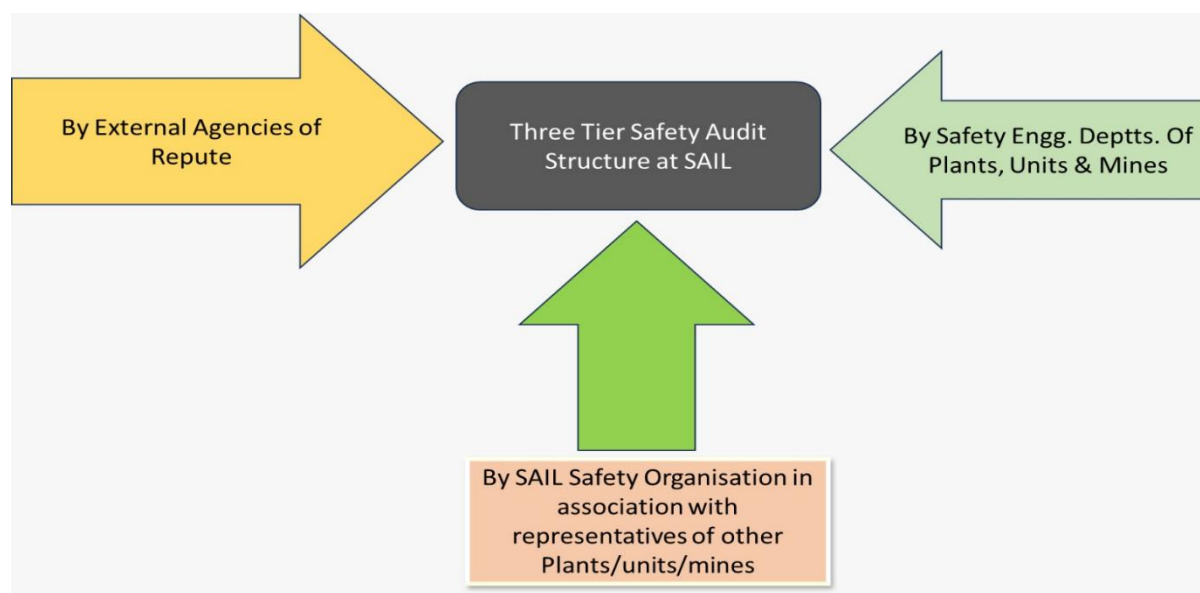 By External Agencies of
Repute
Three Tier Safety Audit
Structure at SAIL
By Safety Engg. Deptts. Of
Plants, Units & Mines
By SAIL Safety Organisation in
association with
representatives of other
Plants/units/mines